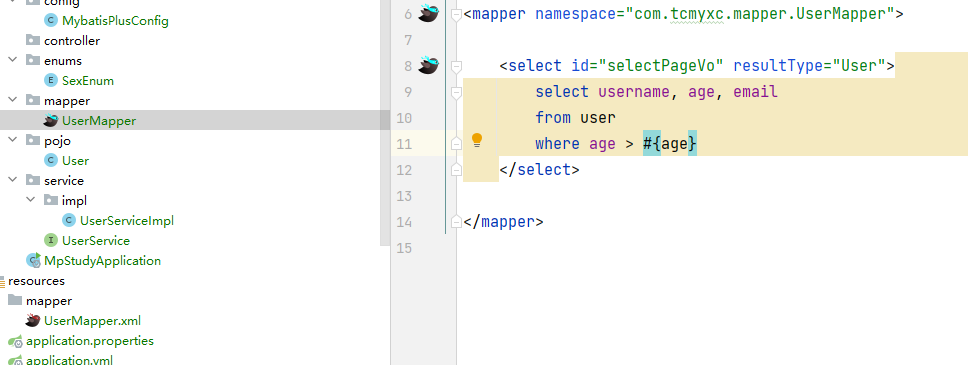 config
MybatisPlusConfig
controller
enums
SexEnum
mapper
UserMapper
pojo
User
service
impl
UserServiceImpl
UserService
MpStudyApplication
resources
mapper
UserMapper.xml
application.properties
application.yml
6 <mapper namespace="com.tcmyxc.mapper.UserMapper">
7
8 <select id="selectPageVo" resultType="User">
9 select username, age, email
10 from user
11 where age > #{age}
12 </select>
13
14 </mapper>
15